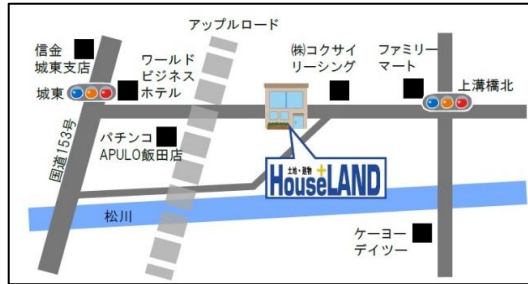 アップルロード
信金
城東支店
城東
ワールド
ビジネス
ホテル
㈱コクサイ
リーシング
ファミリー
マート
上溝橋北
国道153号
パチンコ
APULO飯田店
土地・建物
HouseLAND
松川
ケーヨー
デイツー